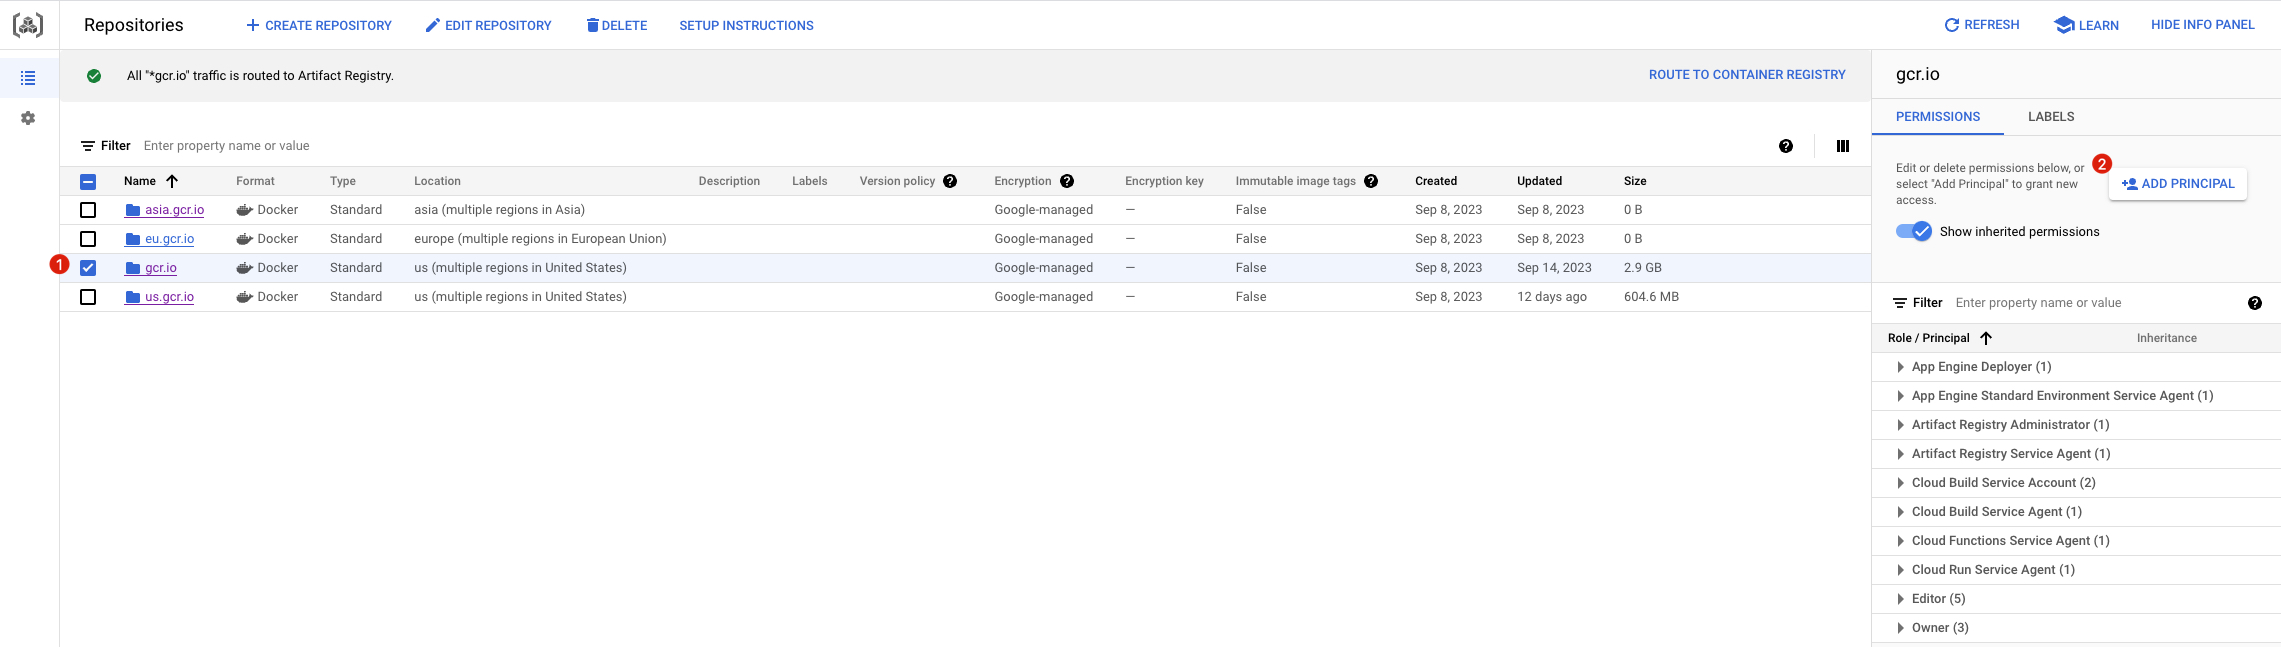 Repositories CREATE REPOSITORY EDIT REPOSITORY DELETE SETUP INSTRUCTIONS REFRESH LEARN HIDE INFO PANEL
All "*gcr.io" traffic is routed to Artifact Registry. ROUTE TO CONTAINER REGISTRY
Filter Enter property name or value
Name Format Type Location Description Labels Version policy Encryption Encryption key Immutable image tags Created Updated Size
asia.gcr.io Docker Standard asia (multiple regions in Asia) Google-managed — False Sep 8, 2023 Sep 8, 2023 0 B
eu.gcr.io Docker Standard europe (multiple regions in European Union) Google-managed — False Sep 8, 2023 Sep 8, 2023 0 B
1 gcr.io Docker Standard us (multiple regions in United States) Google-managed — False Sep 8, 2023 Sep 14, 2023 2.9 GB
us.gcr.io Docker Standard us (multiple regions in United States) Google-managed — False Sep 8, 2023 12 days ago 604.6 MB
gcr.io
PERMISSIONS LABELS
Edit or delete permissions below, or
select "Add Principal" to grant new
access.
2 ADD PRINCIPAL
Show inherited permissions
Filter Enter property name or value
Role / Principal Inheritance
App Engine Deployer (1)
App Engine Standard Environment Service Agent (1)
Artifact Registry Administrator (1)
Artifact Registry Service Agent (1)
Cloud Build Service Account (2)
Cloud Build Service Agent (1)
Cloud Functions Service Agent (1)
Cloud Run Service Agent (1)
Editor (5)
Owner (3)